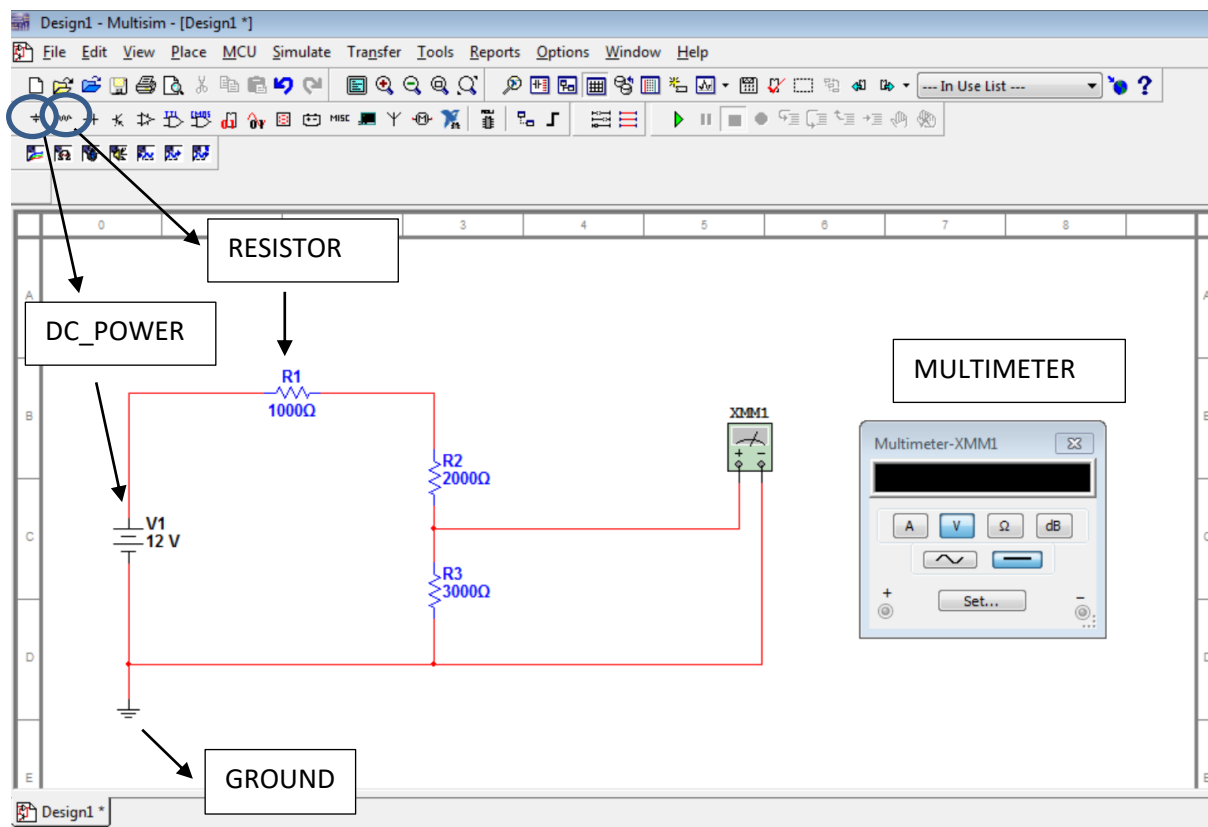 Design1 - Multisim - [Design1 *]
File Edit View Place MCU Simulate Transfer Tools Reports Options Window Help
--- In Use List ---
MISC
0 3 4 5 6 7 8
RESISTOR
A A
DC_POWER
MULTIMETER
R1
1000Ω
B
XMM1
+ -
Multimeter-XMM1
R2
2000Ω
A V Ω dB
C
V1
12 V
R3
3000Ω
Set...
+ -
D
GROUND
E
Design1 *